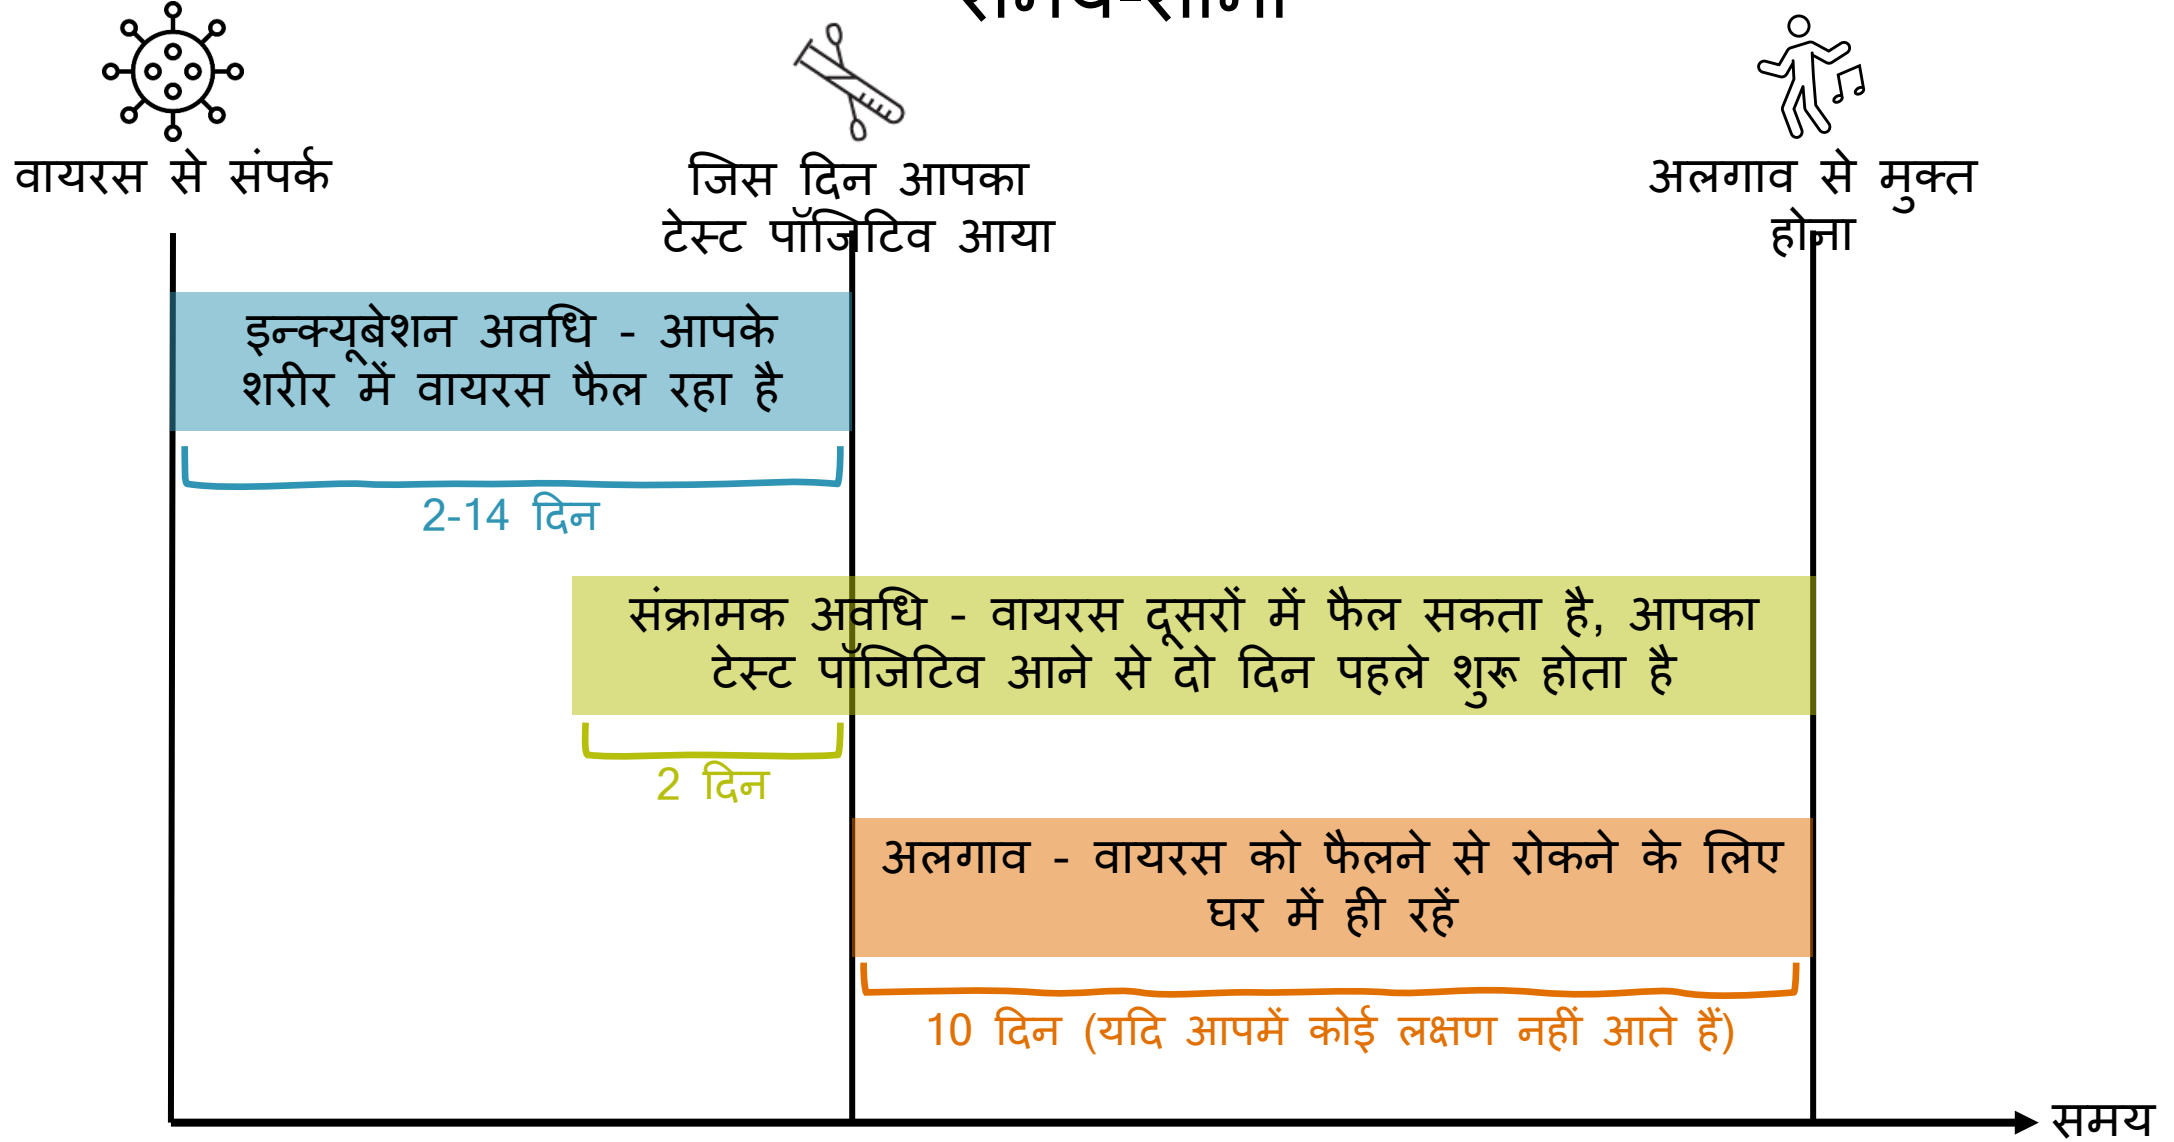 समय-सीमा
वायरस से संपर्क
जिस दिन आपका
टेस्ट पॉजिटिव आया
अलगाव से मुक्त
होना
इन्क्यूबेशन अवधि - आपके
शरीर में वायरस फैल रहा है
2-14 दिन
संक्रामक अवधि - वायरस दूसरों में फैल सकता है, आपका
टेस्ट पॉजिटिव आने से दो दिन पहले शुरू होता है
2 दिन
अलगाव - वायरस को फैलने से रोकने के लिए
घर में ही रहें
10 दिन (यदि आपमें कोई लक्षण नहीं आते हैं)
समय